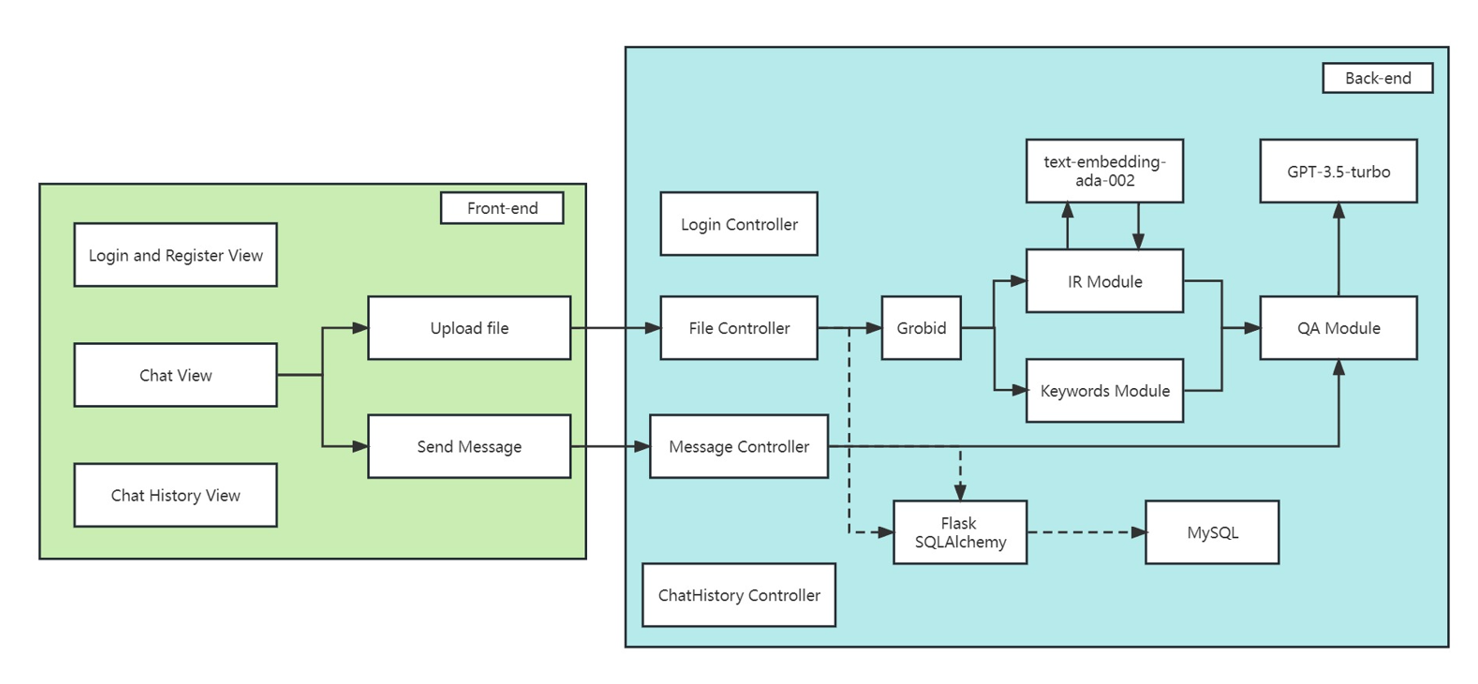 Front-end
Login and Register View
Chat View
Chat History View
Upload file
Send Message
Back-end
Login Controller
File Controller
Message Controller
ChatHistory Controller
Grobid
text-embedding-
ada-002
IR Module
Keywords Module
GPT-3.5-turbo
QA Module
Flask
SQLAlchemy
MySQL